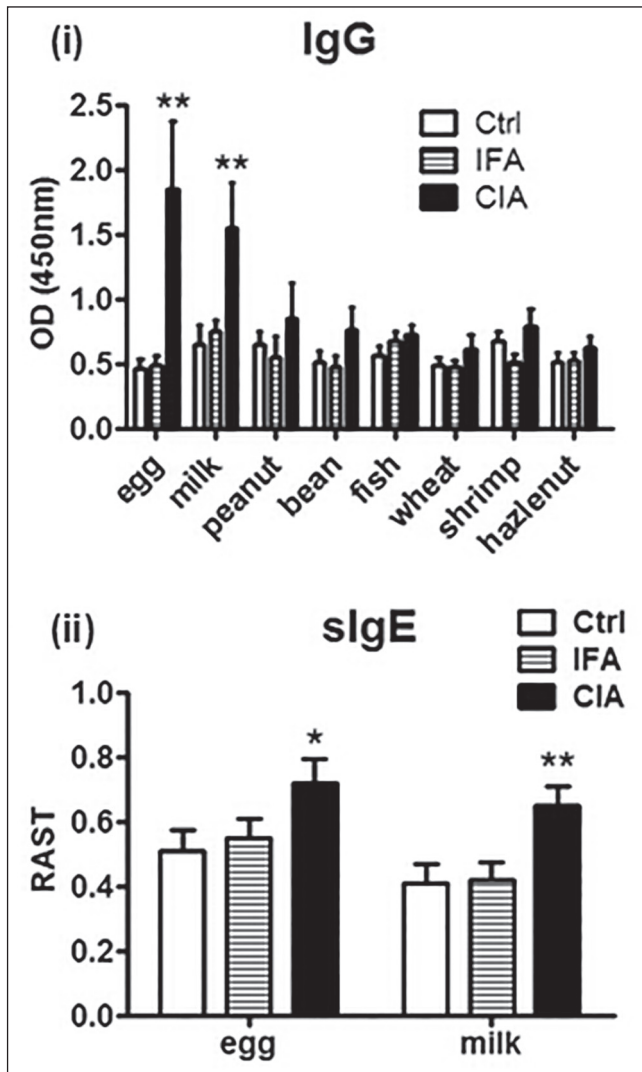 (i) IgG
Ctrl
IFA
CIA
** **
OD (450nm)
2.5
2.0
1.5
1.0
0.5
0.0
egg milk peanut bean fish wheat shrimp hazlenut
(ii) sIgE
Ctrl
IFA
CIA
* **
RAST
1.0
0.8
0.6
0.4
0.2
0.0
egg milk